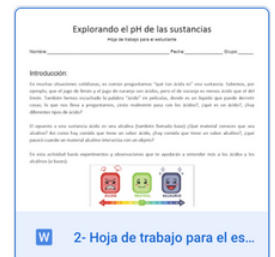 Explorando el pH de las sustancias
Hoja de trabajo para el estudiante
Nombre: Fecha: Grupo:
Introducción:
En muchas situaciones cotidianas, es común preguntarnos "qué tan ácida es" una sustancia. Sabemos, por
ejemplo, que el jugo de limón y el jugo de naranja son ácidos, pero el de naranja es menos ácido que el del
limón. También hemos escuchado la palabra "ácido" en películas, donde es un líquido que puede derretir
cosas, lo que nos lleva a preguntarnos, ¿esto realmente pasa con los ácidos?, ¿qué es un ácido?, ¿hay
diferentes tipos de ácido?
El opuesto a una sustancia ácida es una alcalina (también llamada base) ¿Qué material conoces que sea
alcalino? Así como hay comida que tiene un sabor ácido, ¿hay comida que tiene un sabor alcalino?, ¿qué
pasará cuando un material alcalino interactúa con un objeto?
En esta actividad harás experimentos y observaciones que te ayudarán a entender más a los ácidos y los
alcalinos (o bases).
W 2- Hoja de trabajo para el es...